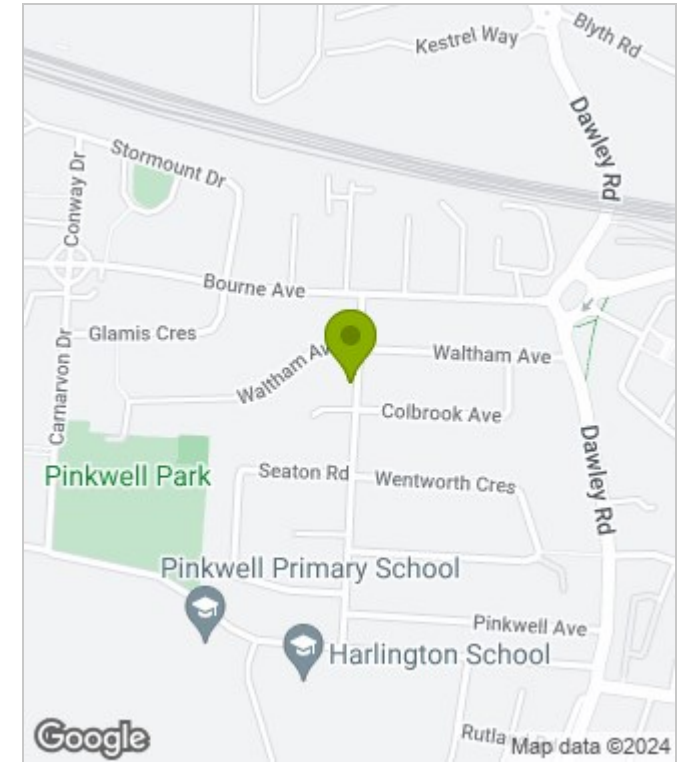 Kestrel Way
Blyth Rd
Dawley Rd
Stormount Dr
Conway Dr
Bourne Ave
Glamis Cres
Carnarvon Dr
Waltham Av
Waltham Ave
Colbrook Ave
Pinkwell Park
Seaton Rd
Wentworth Cres
Dawley Rd
Pinkwell Primary School
Pinkwell Ave
Harlington School
Google
Map data ©2024